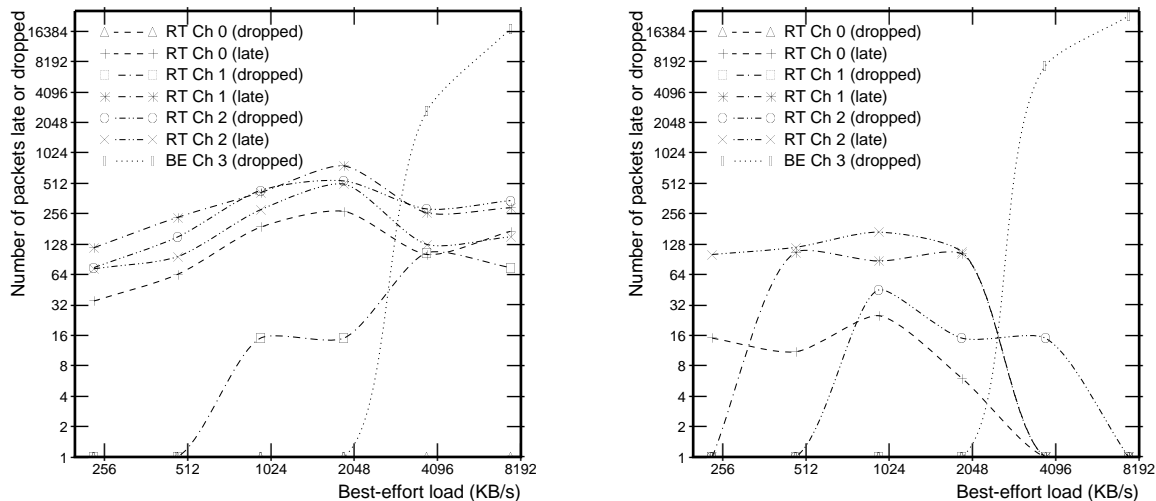 Number of packets late or dropped
16384
8192
4096
2048
1024
512
256
128
64
32
16
8
4
2
1
RT Ch 0 (dropped)
RT Ch 0 (late)
RT Ch 1 (dropped)
RT Ch 1 (late)
RT Ch 2 (dropped)
RT Ch 2 (late)
BE Ch 3 (dropped)
256 512 1024 2048 4096 8192
Best-effort load (KB/s)
Number of packets late or dropped
16384
8192
4096
2048
1024
512
256
128
64
32
16
8
4
2
1
RT Ch 0 (dropped)
RT Ch 0 (late)
RT Ch 1 (dropped)
RT Ch 1 (late)
RT Ch 2 (dropped)
RT Ch 2 (late)
BE Ch 3 (dropped)
256 512 1024 2048 4096 8192
Best-effort load (KB/s)